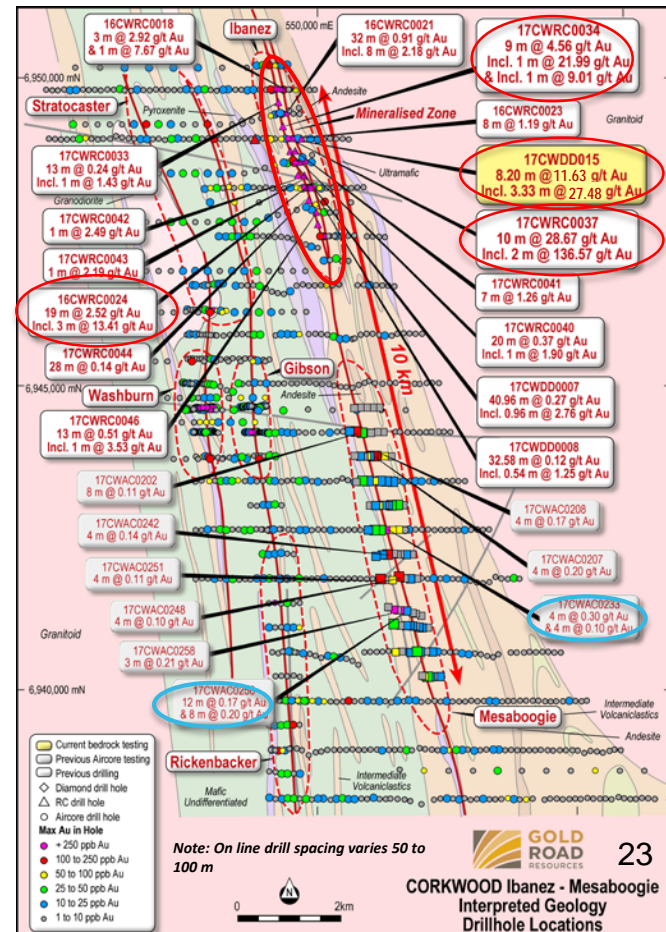 16CWRC0018
3 m @ 2.92 g/t Au
& 1 m @ 7.67 g/t Au
Ibanez
550,000 mE
16CWRC0021
32 m @ 0.91 g/t Au
Incl. 8 m @ 2.18 g/t Au
17CWRC0034
9 m @ 4.56 g/t Au
Incl. 1 m @ 21.99 g/t Au
& Incl. 1 m @ 9.01 g/t Au
6,950,000 mN
Stratocaster
Pyroxenite
Andesite
Mineralised Zone
16CWRC0023
8 m @ 1.19 g/t Au
Granitoid
17CWRC0033
13 m @ 0.24 g/t Au
Incl. 1 m @ 1.43 g/t Au
Ultramafic
17CWDD015
8.20 m @ 11.63 g/t Au
Incl. 3.33 m @ 27.48 g/t Au
Granodiorite
17CWRC0042
1 m @ 2.49 g/t Au
17CWRC0037
10 m @ 28.67 g/t Au
Incl. 2 m @ 136.57 g/t Au
17CWRC0043
1 m @ 2.19 g/t Au
17CWRC0041
7 m @ 1.26 g/t Au
16CWRC0024
19 m @ 2.52 g/t Au
Incl. 3 m @ 13.41 g/t Au
17CWRC0040
20 m @ 0.37 g/t Au
Incl. 1 m @ 1.90 g/t Au
17CWRC0044
28 m @ 0.14 g/t Au
10 km
Gibson
6,945,000 mN
Washburn
Andesite
17CWDD0007
40.96 m @ 0.27 g/t Au
Incl. 0.96 m @ 2.76 g/t Au
17CWRC0046
13 m @ 0.51 g/t Au
Incl. 1 m @ 3.53 g/t Au
17CWDD0008
32.58 m @ 0.12 g/t Au
Incl. 0.54 m @ 1.25 g/t Au
17CWAC0202
8 m @ 0.11 g/t Au
17CWAC0208
4 m @ 0.17 g/t Au
17CWAC0242
4 m @ 0.14 g/t Au
17CWAC0207
4 m @ 0.20 g/t Au
17CWAC0251
4 m @ 0.11 g/t Au
17CWAC0233
4 m @ 0.30 g/t Au
& 4 m @ 0.10 g/t Au
17CWAC0248
4 m @ 0.10 g/t Au
Granitoid
17CWAC0258
3 m @ 0.21 g/t Au
12 m @ 0.17 g/t Au
& 8 m @ 0.20 g/t Au
6,940,000 mN
Mesaboogie
Intermediate
Volcaniclastics
Andesite
Rickenbacker
Mafic
Undifferentiated
Intermediate
Volcaniclastics
Current bedrock testing
Previous Aircore testing
Previous drilling
Diamond drill hole
RC drill hole
Aircore drill hole
Max Au in Hole
+ 250 ppb Au
100 to 250 ppb Au
50 to 100 ppb Au
25 to 50 ppb Au
10 to 25 ppb Au
1 to 10 ppb Au
Note: On line drill spacing varies 50 to
100 m
N
0 2km
GOLD
ROAD
RESOURCES
23
CORKWOOD Ibanez - Mesaboogie
Interpreted Geology
Drillhole Locations